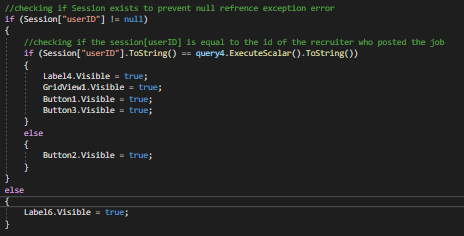 //checking if Session exists to prevent null refrence exception error
if (Session["userID"] != null)
{
//checking if the session[userID] is equal to the id of the recruiter who posted the job
if (Session["userID"].ToString() == query4.ExecuteScalar().ToString())
{
Label4.Visible = true;
GridView1.Visible = true;
Button1.Visible = true;
Button3.Visible = true;
}
else
{
Button2.Visible = true;
}
}
else
{
Label6.Visible = true;
}